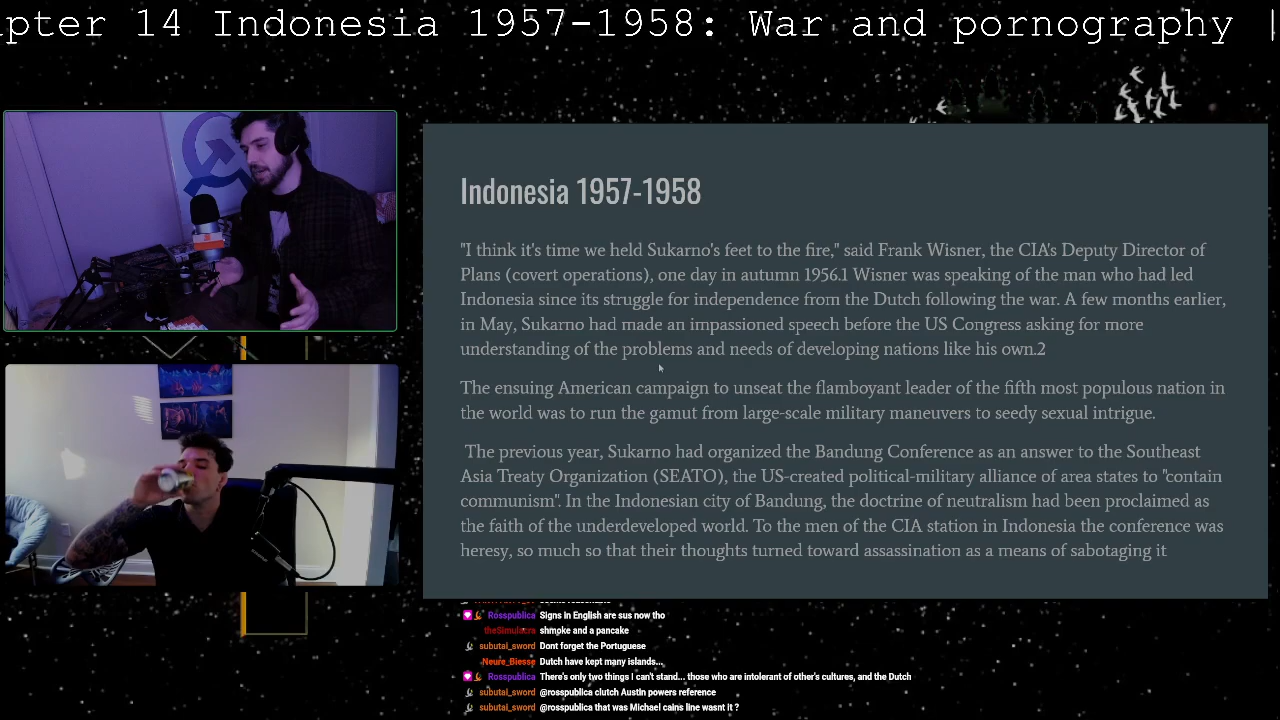 pter 14 Indonesia 1957-1958: War and pornography |
Indonesia 1957-1958
"I think it's time we held Sukarno's feet to the fire," said Frank Wisner, the CIA's Deputy Director of
Plans (covert operations), one day in autumn 1956.1 Wisner was speaking of the man who had led
Indonesia since its struggle for independence from the Dutch following the war. A few months earlier,
in May, Sukarno had made an impassioned speech before the US Congress asking for more
understanding of the problems and needs of developing nations like his own.2
The ensuing American campaign to unseat the flamboyant leader of the fifth most populous nation in
the world was to run the gamut from large-scale military maneuvers to seedy sexual intrigue.
The previous year, Sukarno had organized the Bandung Conference as an answer to the Southeast
Asia Treaty Organization (SEATO), the US-created political-military alliance of area states to "contain
communism". In the Indonesian city of Bandung, the doctrine of neutralism had been proclaimed as
the faith of the underdeveloped world. To the men of the CIA station in Indonesia the conference was
heresy, so much so that their thoughts turned toward assassination as a means of sabotaging it
Rosspublica Signs in English are sus now tho
theSimulacra shmoke and a pancake
subutai_sword Dont forget the Portuguese
Neure_Biesse Dutch have kept many islands...
Rosspublica There's only two things I can't stand... those who are intolerant of other's cultures, and the Dutch
subutai_sword @rosspublica clutch Austin powers reference
subutai_sword @rosspublica that was Michael cains line wasnt it ?